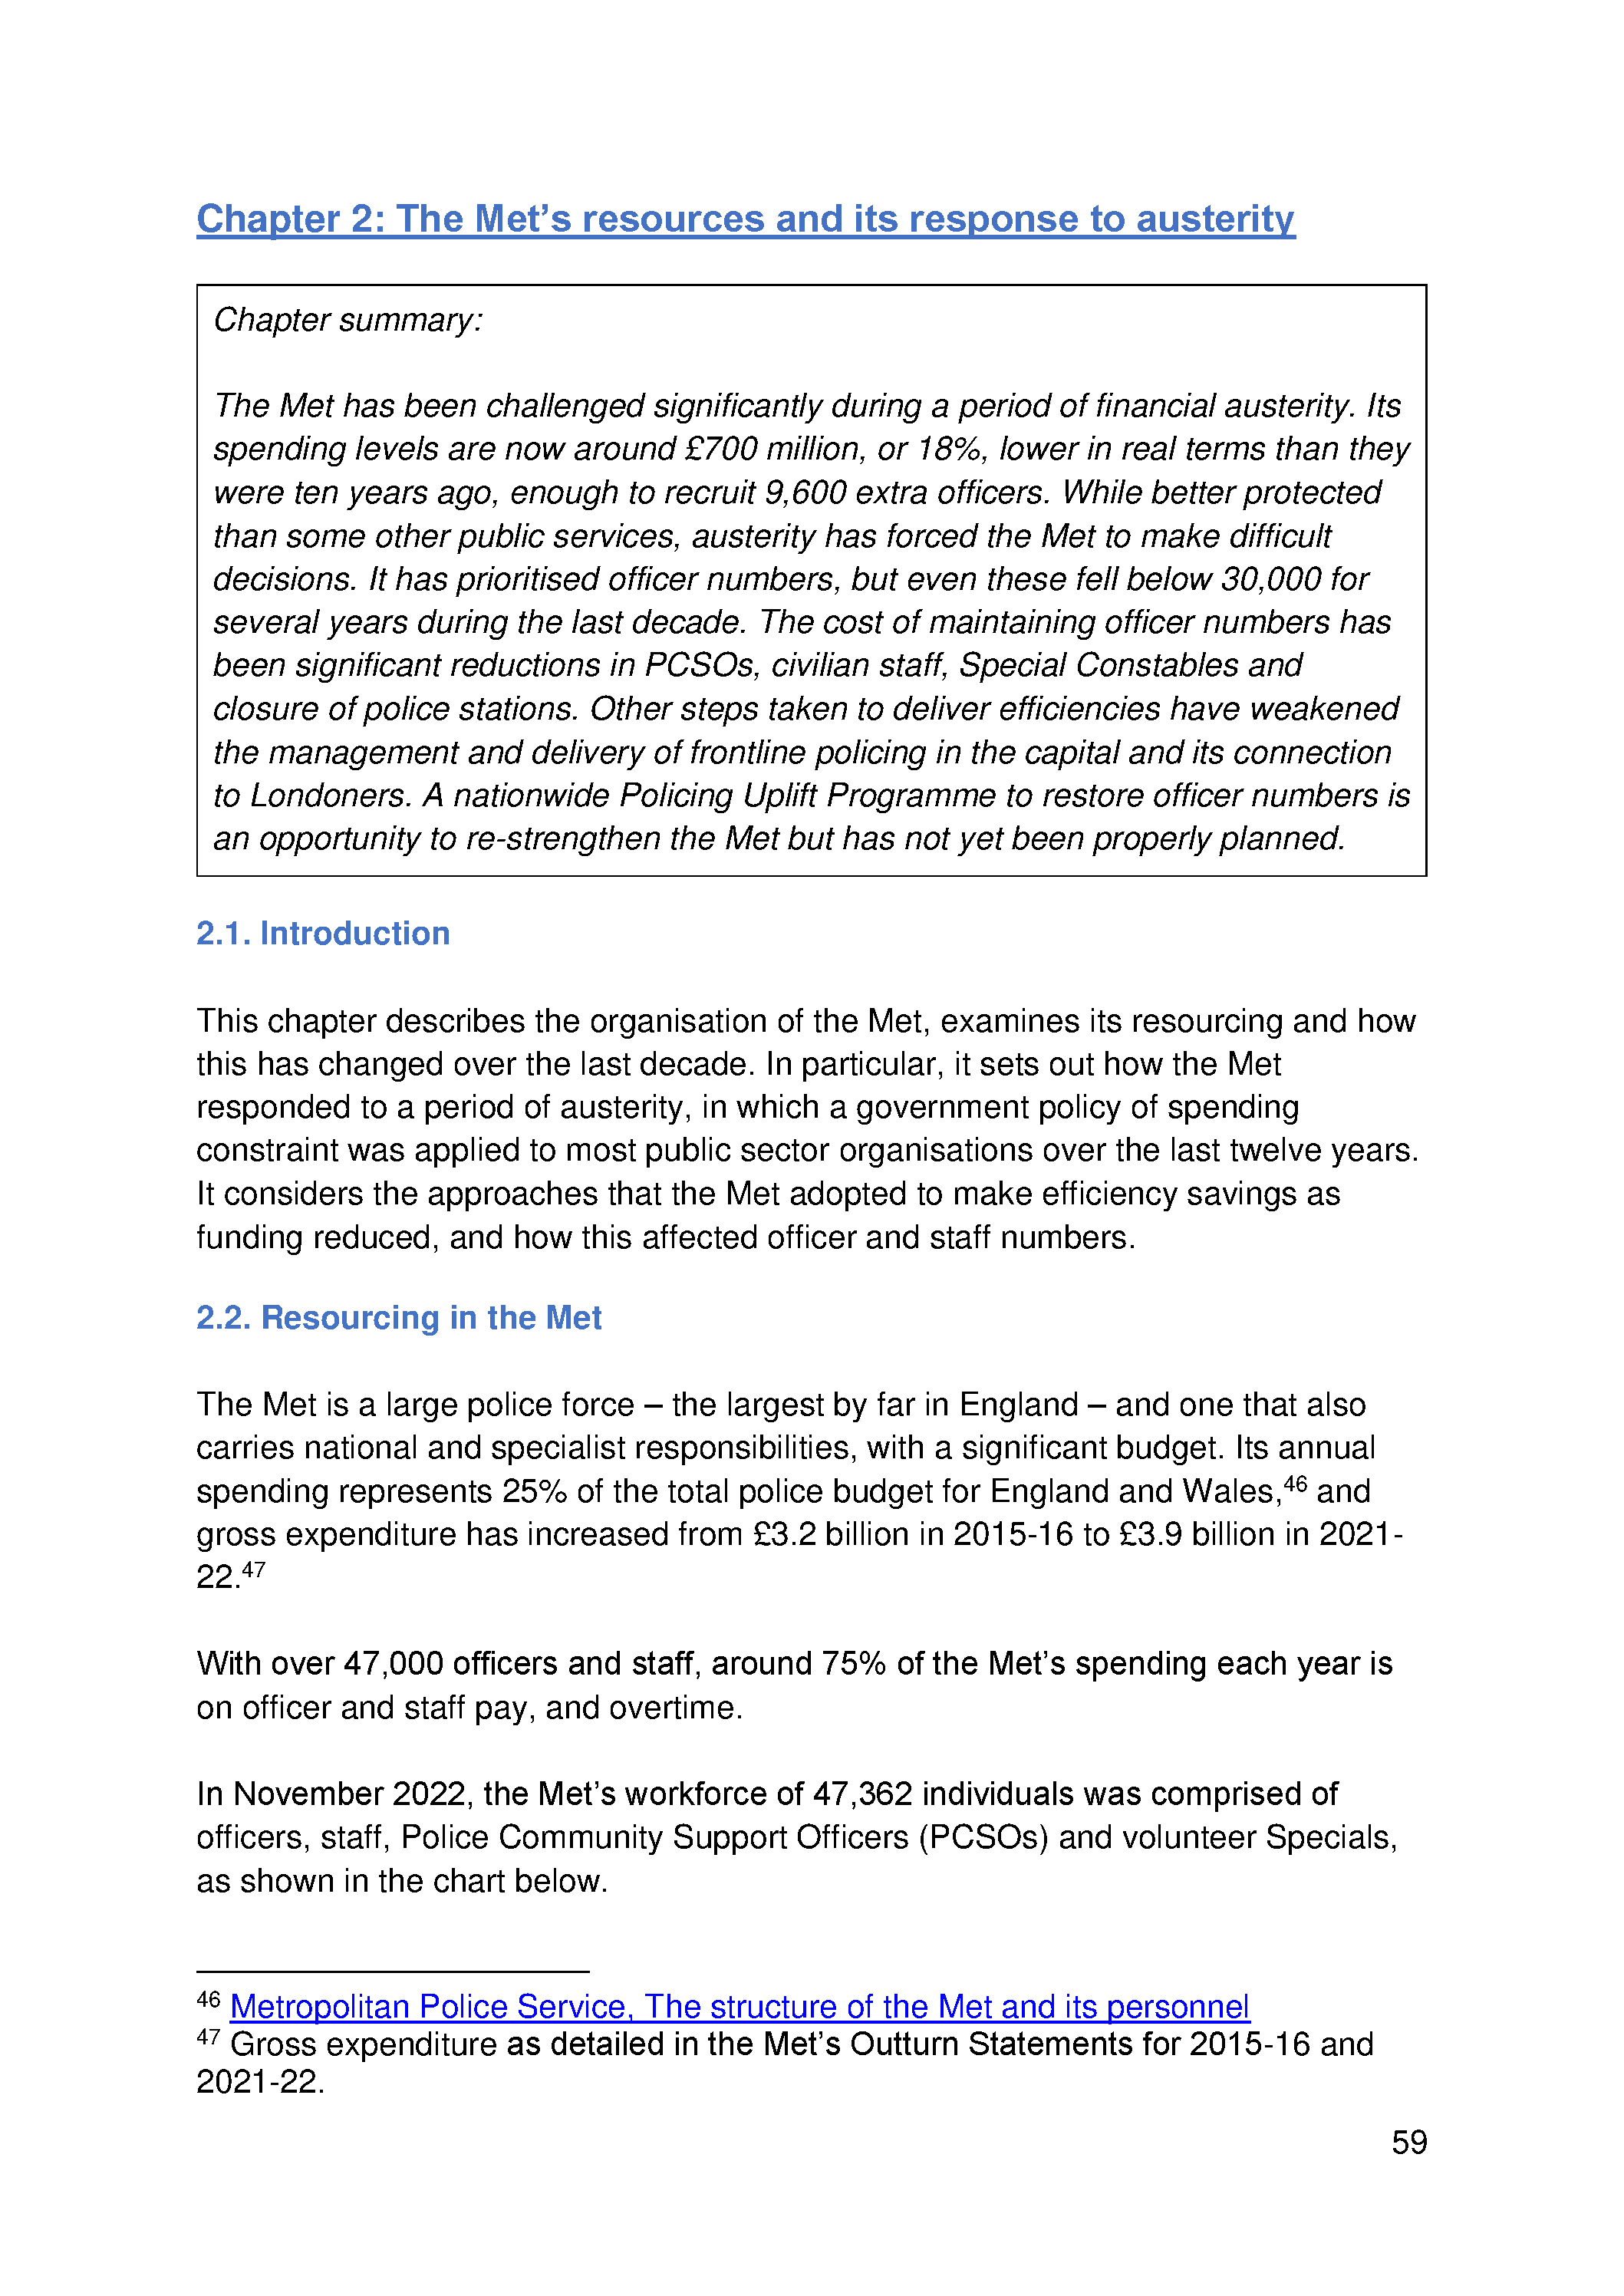 Chapter 2: The Met’s resources and its response to austerity
Chapter summary:
The Met has been challenged significantly during a period of financial austerity. Its
spending levels are now around £700 million, or 18%, lower in real terms than they
were ten years ago, enough to recruit 9,600 extra officers. While better protected
than some other public services, austerity has forced the Met to make difficult
decisions. It has prioritised officer numbers, but even these fell below 30,000 for
several years during the last decade. The cost of maintaining officer numbers has
been significant reductions in PCSOs, civilian staff, Special Constables and
closure of police stations. Other steps taken to deliver efficiencies have weakened
the management and delivery of frontline policing in the capital and its connection
to Londoners. A nationwide Policing Uplift Programme to restore officer numbers is
an opportunity to re-strengthen the Met but has not yet been properly planned.
2.1. Introduction
This chapter describes the organisation of the Met, examines its resourcing and how
this has changed over the last decade. In particular, it sets out how the Met
responded to a period of austerity, in which a government policy of spending
constraint was applied to most public sector organisations over the last twelve years.
It considers the approaches that the Met adopted to make efficiency savings as
funding reduced, and how this affected officer and staff numbers.
2.2. Resourcing in the Met
The Met is a large police force – the largest by far in England – and one that also
carries national and specialist responsibilities, with a significant budget. Its annual
spending represents 25% of the total police budget for England and Wales,46 and
gross expenditure has increased from £3.2 billion in 2015-16 to £3.9 billion in 2021-
22.47
With over 47,000 officers and staff, around 75% of the Met’s spending each year is
on officer and staff pay, and overtime.
In November 2022, the Met’s workforce of 47,362 individuals was comprised of
officers, staff, Police Community Support Officers (PCSOs) and volunteer Specials,
as shown in the chart below.
46 Metropolitan Police Service, The structure of the Met and its personnel
47 Gross expenditure as detailed in the Met’s Outturn Statements for 2015-16 and
2021-22.
59